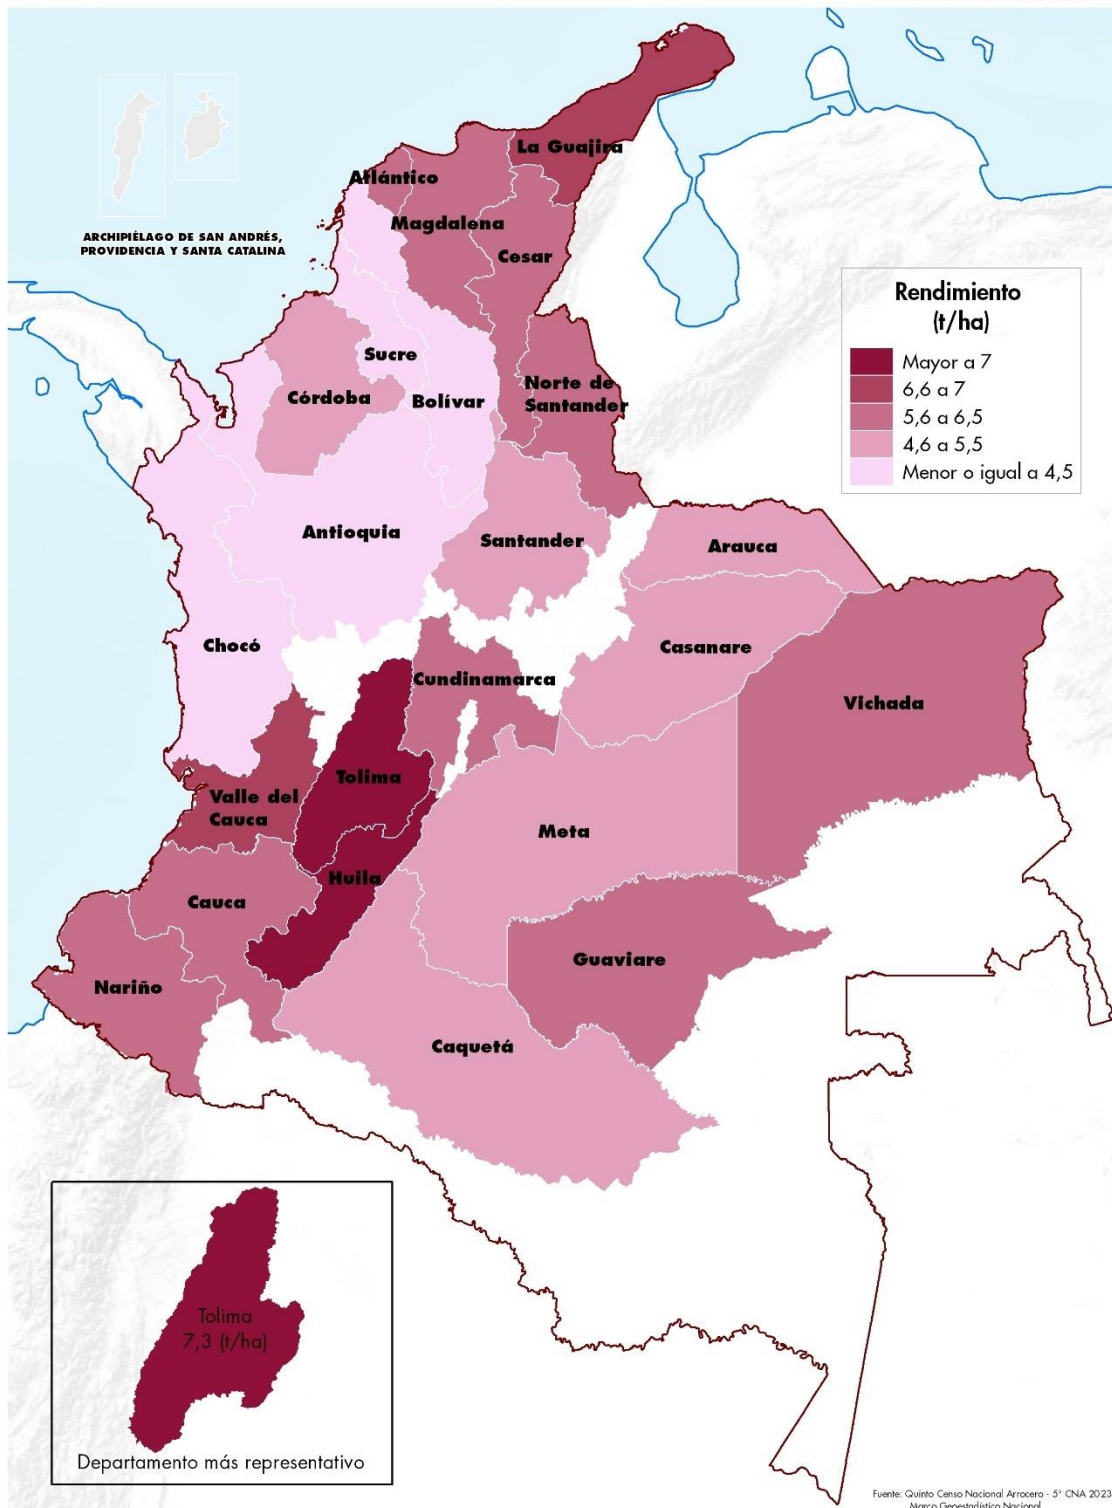 La Guajira
Atlántico
Magdalena
Cesar
ARCHIPIÉLAGO DE SAN ANDRÉS,
PROVIDENCIA Y SANTA CATALINA
Rendimiento
(t/ha)
Mayor a 7
6,6 a 7
5,6 a 6,5
4,6 a 5,5
Menor o igual a 4,5
Sucre
Córdoba
Bolívar
Norte de
Santander
Antioquia
Santander
Arauca
Chocó
Casanare
Cundinamarca
Vichada
Tolima
Valle del
Cauca
Meta
Huila
Cauca
Guaviare
Nariño
Caquetá
Tolima
7,3 (t/ha)
Departamento más representativo
Fuente: Quinto Censo Nacional Arrocero - 5° CNA 2023
Marco Geoestadístico Nacional